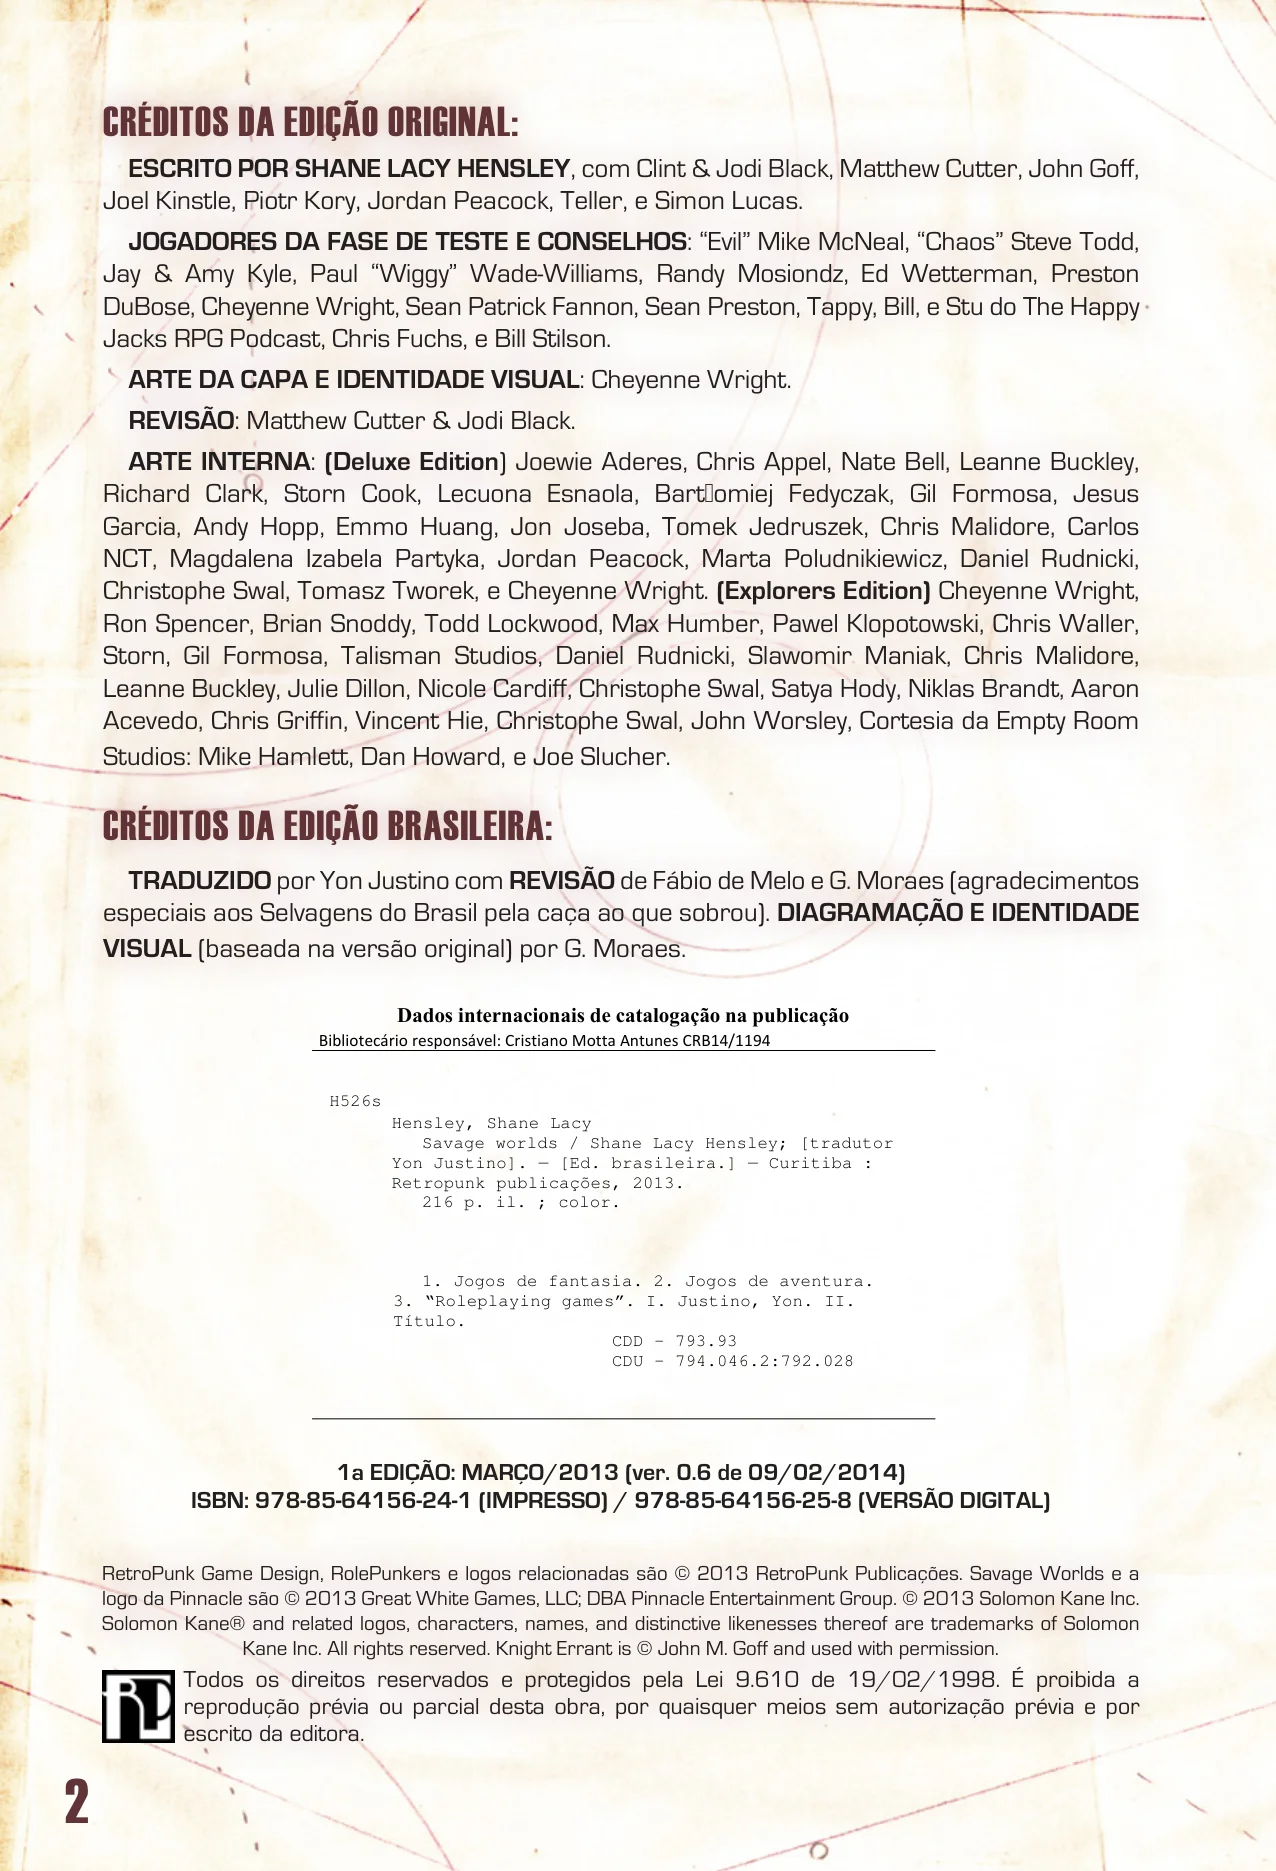 CRÉDITOS DA EDIÇÃO ORIGINAL:
ESCRITO POR SHANE LACY HENSLEY, com Clint & Jodi Black, Matthew Cutter, John Goff,
Joel Kinstle, Piotr Kory, Jordan Peacock, Teller, e Simon Lucas.
JOGADORES DA FASE DE TESTE E CONSELHOS: “Evil” Mike McNeal, “Chaos” Steve Todd,
Jay & Amy Kyle, Paul “Wiggy” Wade-Williams, Randy Mosiondz, Ed Wetterman, Preston
DuBose, Cheyenne Wright, Sean Patrick Fannon, Sean Preston, Tappy, Bill, e Stu do The Happy
Jacks RPG Podcast, Chris Fuchs, e Bill Stilson.
ARTE DA CAPA E IDENTIDADE VISUAL: Cheyenne Wright.
REVISÃO: Matthew Cutter & Jodi Black.
ARTE INTERNA: (Deluxe Edition) Joewie Aderes, Chris Appel, Nate Bell, Leanne Buckley,
Richard Clark, Storn Cook, Lecuona Esnaola, Bart▯omiej Fedyczak, Gil Formosa, Jesus
Garcia, Andy Hopp, Emmo Huang, Jon Joseba, Tomek Jedruszek, Chris Malidore, Carlos
NCT, Magdalena Izabela Partyka, Jordan Peacock, Marta Poludnikiewicz, Daniel Rudnicki,
Christophe Swal, Tomasz Tworek, e Cheyenne Wright. (Explorers Edition) Cheyenne Wright,
Ron Spencer, Brian Snoddy, Todd Lockwood, Max Humber, Pawel Klopotowski, Chris Waller,
Storn, Gil Formosa, Talisman Studios, Daniel Rudnicki, Slawomir Maniak, Chris Malidore,
Leanne Buckley, Julie Dillon, Nicole Cardiff, Christophe Swal, Satya Hody, Niklas Brandt, Aaron
Acevedo, Chris Griffin, Vincent Hie, Christophe Swal, John Worsley, Cortesia da Empty Room
Studios: Mike Hamlett, Dan Howard, e Joe Slucher.
CRÉDITOS DA EDIÇÃO BRASILEIRA:
TRADUZIDO por Yon Justino com REVISÃO de Fábio de Melo e G. Moraes (agradecimentos
especiais aos Selvagens do Brasil pela caça ao que sobrou). DIAGRAMAÇÃO E IDENTIDADE
VISUAL (baseada na versão original) por G. Moraes.
Dados internacionais de catalogação na publicação
Bibliotecário responsável: Cristiano Motta Antunes CRB14/1194
H526s
Hensley, Shane Lacy
Savage worlds / Shane Lacy Hensley; [tradutor
Yon Justino]. – [Ed. brasileira.] – Curitiba :
Retropunk publicações, 2013.
216 p. il. ; color.
1. Jogos de fantasia. 2. Jogos de aventura.
3. “Roleplaying games”. I. Justino, Yon. II.
Título.
CDD – 793.93
CDU – 794.046.2:792.028
1a EDIÇÃO: MARÇO/2013 (ver. 0.6 de 09/02/2014)
ISBN: 978-85-64156-24-1 (IMPRESSO) / 978-85-64156-25-8 (VERSÃO DIGITAL)
RetroPunk Game Design, RolePunkers e logos relacionadas são © 2013 RetroPunk Publicações. Savage Worlds e a
logo da Pinnacle são © 2013 Great White Games, LLC; DBA Pinnacle Entertainment Group. © 2013 Solomon Kane Inc.
Solomon Kane® and related logos, characters, names, and distinctive likenesses thereof are trademarks of Solomon
Kane Inc. All rights reserved. Knight Errant is © John M. Goff and used with permission.
Todos os direitos reservados e protegidos pela Lei 9.610 de 19/02/1998. É proibida a
reprodução prévia ou parcial desta obra, por quaisquer meios sem autorização prévia e por
escrito da editora.
2